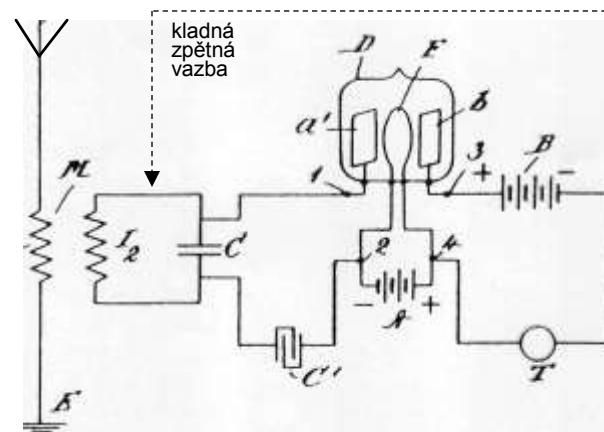 kladná
zpětná
vazba
D
F
a'
b
1
3
+
B
-
M
I2
C
2
4
-
+
A
C'
T
E